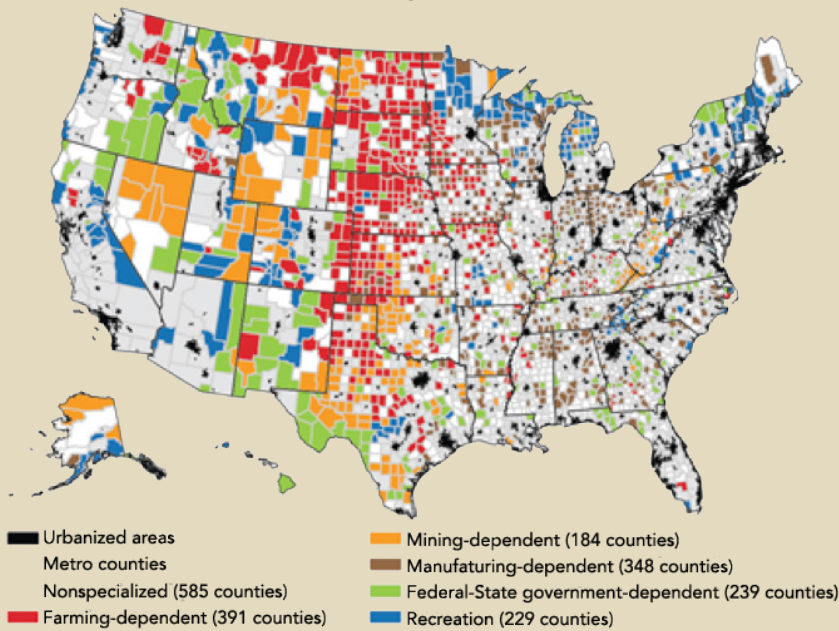 Urbanized areas
Metro counties
Nonspecialized (585 counties)
Farming-dependent (391 counties)
Mining-dependent (184 counties)
Manufaturing-dependent (348 counties)
Federal-State government-dependent (239 counties)
Recreation (229 counties)